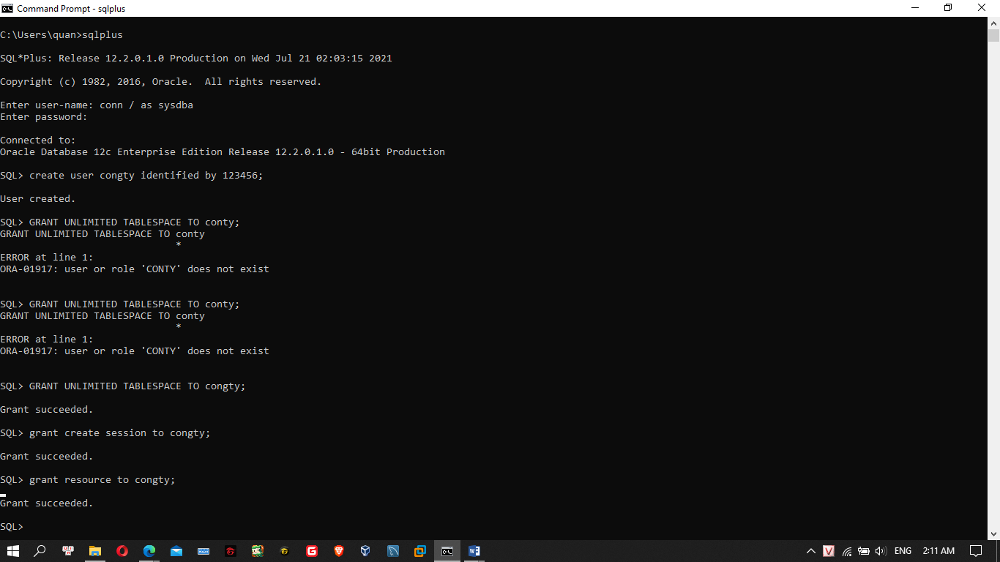 Command Prompt - sqlplus
C:\Users\quan>sqlplus
SQL*Plus: Release 12.2.0.1.0 Production on Wed Jul 21 02:03:15 2021
Copyright (c) 1982, 2016, Oracle.  All rights reserved.
Enter user-name: conn / as sysdba
Enter password:
Connected to:
Oracle Database 12c Enterprise Edition Release 12.2.0.1.0 - 64bit Production
SQL> create user congty identified by 123456;
User created.
SQL> GRANT UNLIMITED TABLESPACE TO conty;
GRANT UNLIMITED TABLESPACE TO conty
*
ERROR at line 1:
ORA-01917: user or role 'CONTY' does not exist
SQL> GRANT UNLIMITED TABLESPACE TO conty;
GRANT UNLIMITED TABLESPACE TO conty
*
ERROR at line 1:
ORA-01917: user or role 'CONTY' does not exist
SQL> GRANT UNLIMITED TABLESPACE TO congty;
Grant succeeded.
SQL> grant create session to congty;
Grant succeeded.
SQL> grant resource to congty;
Grant succeeded.
SQL>
ENG 2:11 AM